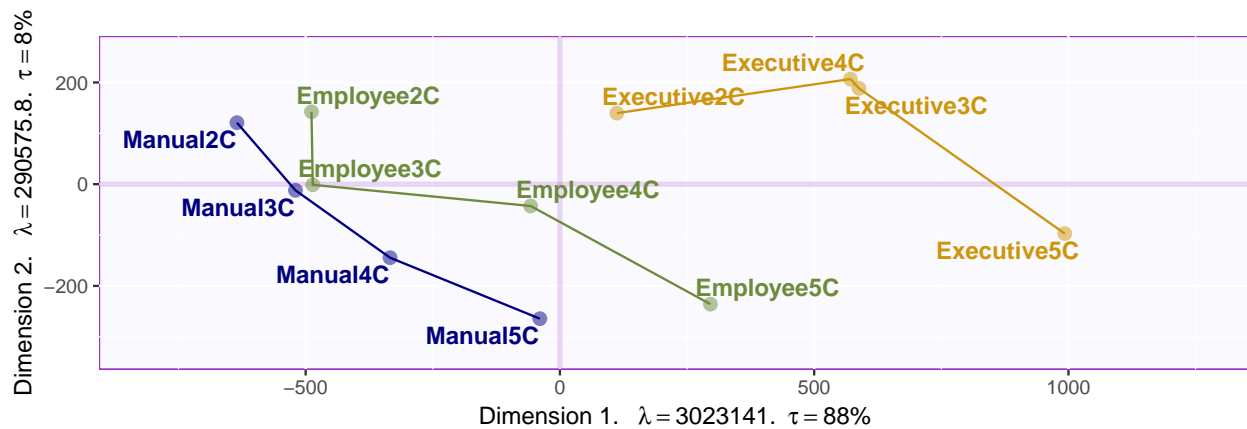 Dimension 2.   λ = 290575.8.  τ = 8%
200
0
−200
Executive4C
Executive2C
Executive3C
Employee2C
Manual2C
Employee3C
Employee4C
Manual3C
Executive5C
Manual4C
Employee5C
Manual5C
−500
0
500
1000
Dimension 1.   λ = 3023141.  τ = 88%